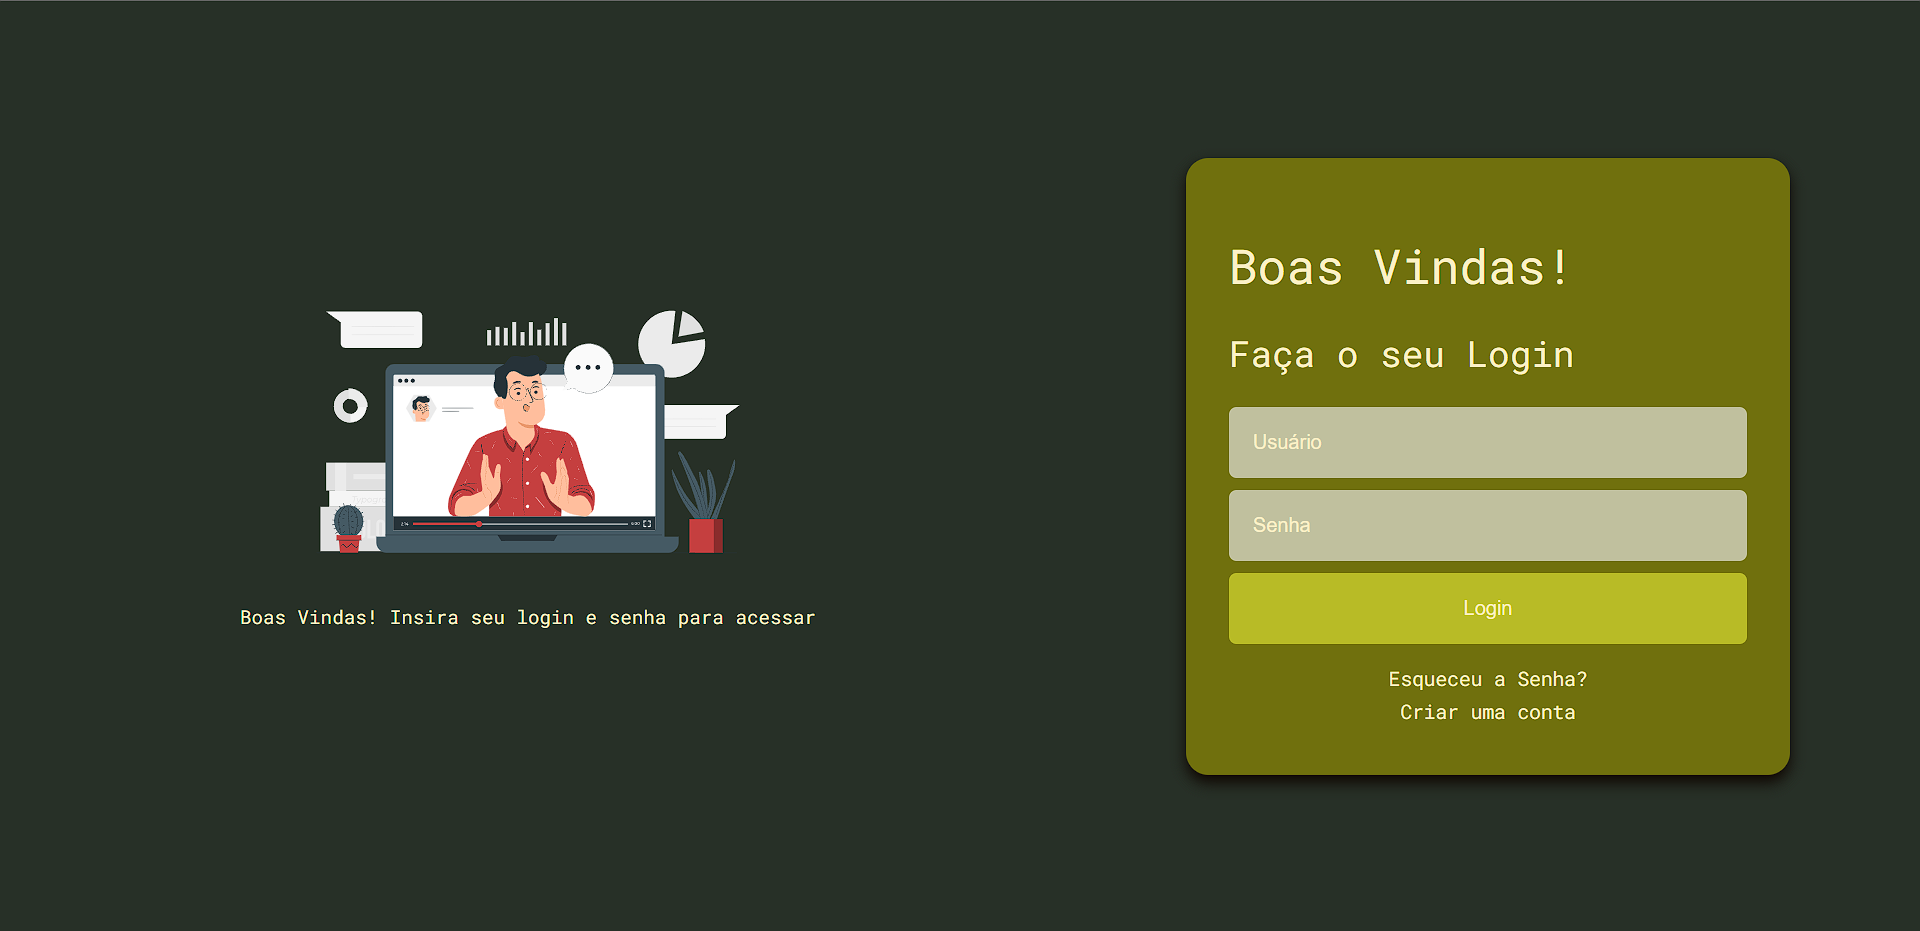 Boas Vindas! Insira seu login e senha para acessar
Boas Vindas!
Faça o seu Login
Usuário
Senha
Login
Esqueceu a Senha?
Criar uma conta